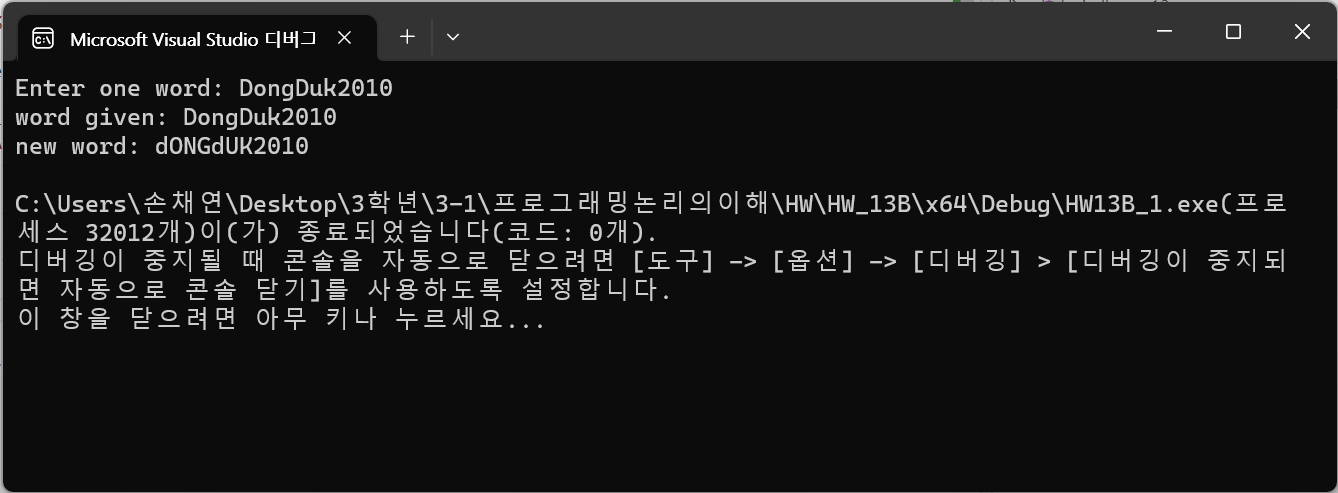 Microsoft Visual Studio 디버그
Enter one word: DongDuk2010
word given: DongDuk2010
new word: dONGdUK2010
C:\Users\손채연\Desktop\3학년\3-1\프로그래밍논리의이해\HW\HW_13B\x64\Debug\HW13B_1.exe(프로
세스 32012개)이(가) 종료되었습니다(코드: 0개).
디버깅이 중지될 때 콘솔을 자동으로 닫으려면 [도구] -> [옵션] -> [디버깅] > [디버깅이 중지되
면 자동으로 콘솔 닫기]를 사용하도록 설정합니다.
이 창을 닫으려면 아무 키나 누르세요...